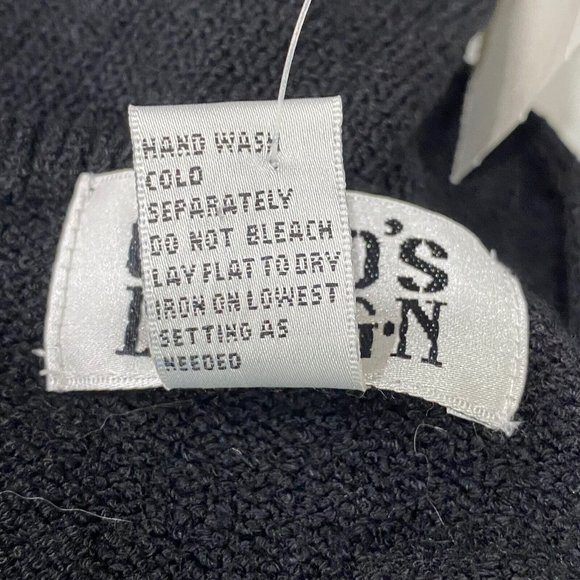 HAND WASH
COLD
SEPARATELY
DO NOT BLEACH
LAY FLAT TO DRY
IRON ON LOWEST
SETTING AS
NEEDED